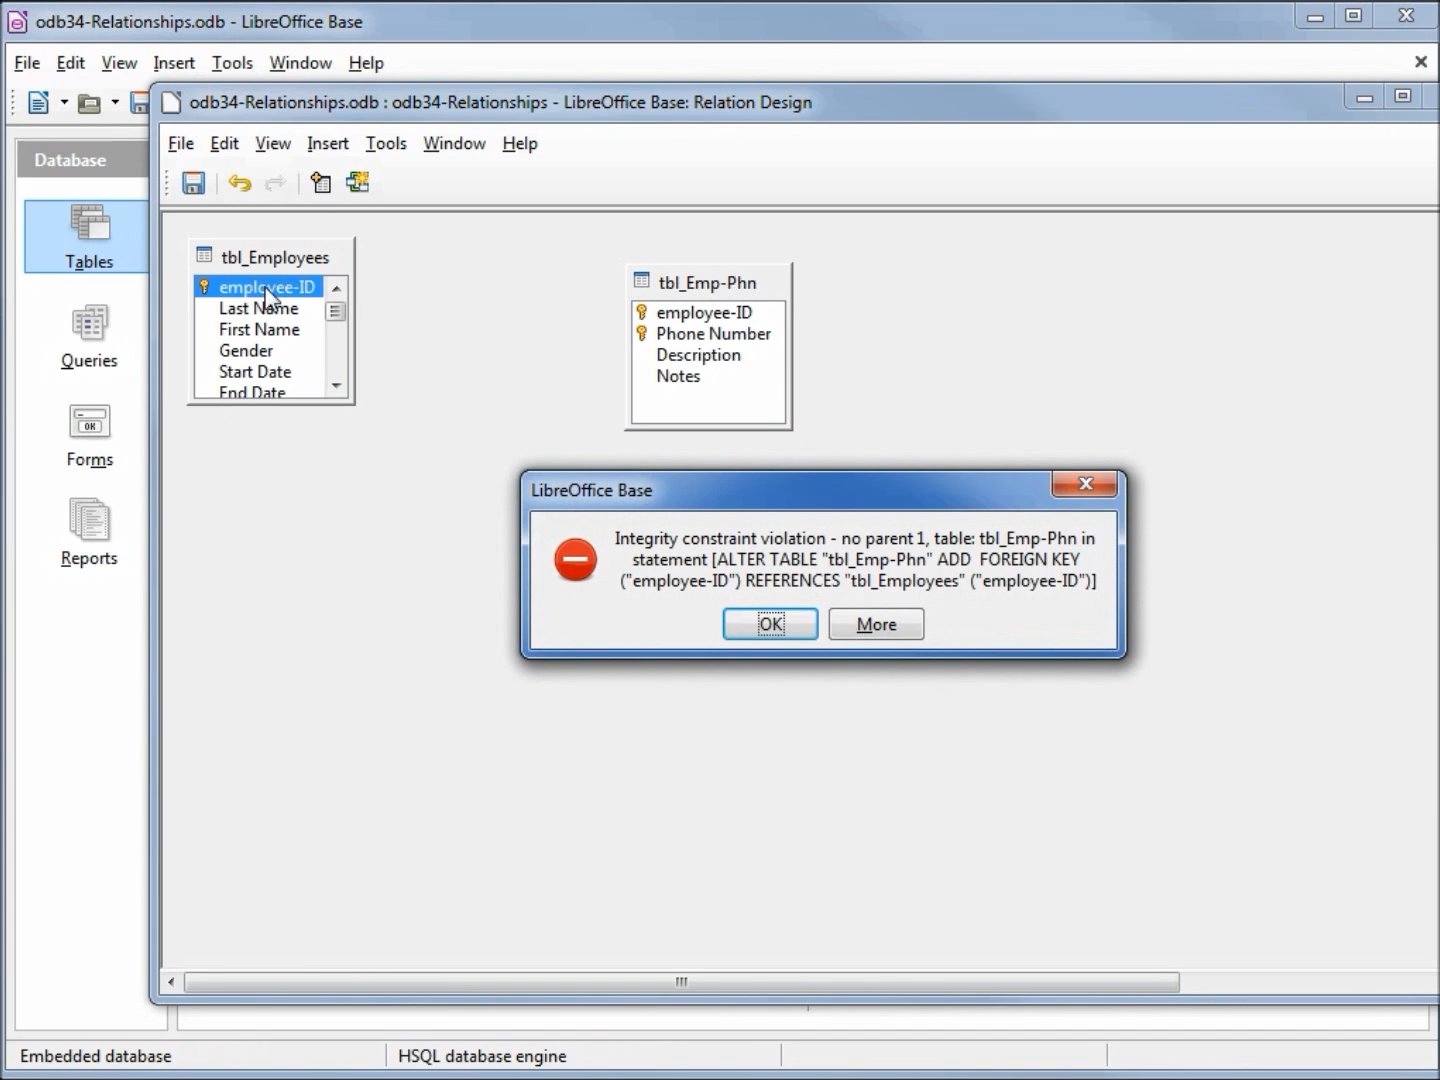 odb34-Relationships.odb - LibreOffice Base
File Edit View Insert Tools Window Help
odb34-Relationships.odb : odb34-Relationships - LibreOffice Base: Relation Design
File Edit View Insert Tools Window Help
Database
Tables
Queries
Forms
Reports
tbl_Employees
employee-ID
Last Name
First Name
Gender
Start Date
End Date
tbl_Emp-Phn
employee-ID
Phone Number
Description
Notes
LibreOffice Base
Integrity constraint violation - no parent 1, table: tbl_Emp-Phn in
statement [ALTER TABLE "tbl_Emp-Phn" ADD  FOREIGN KEY
("employee-ID") REFERENCES "tbl_Employees" ("employee-ID")]
OK More
Embedded database HSQL database engine